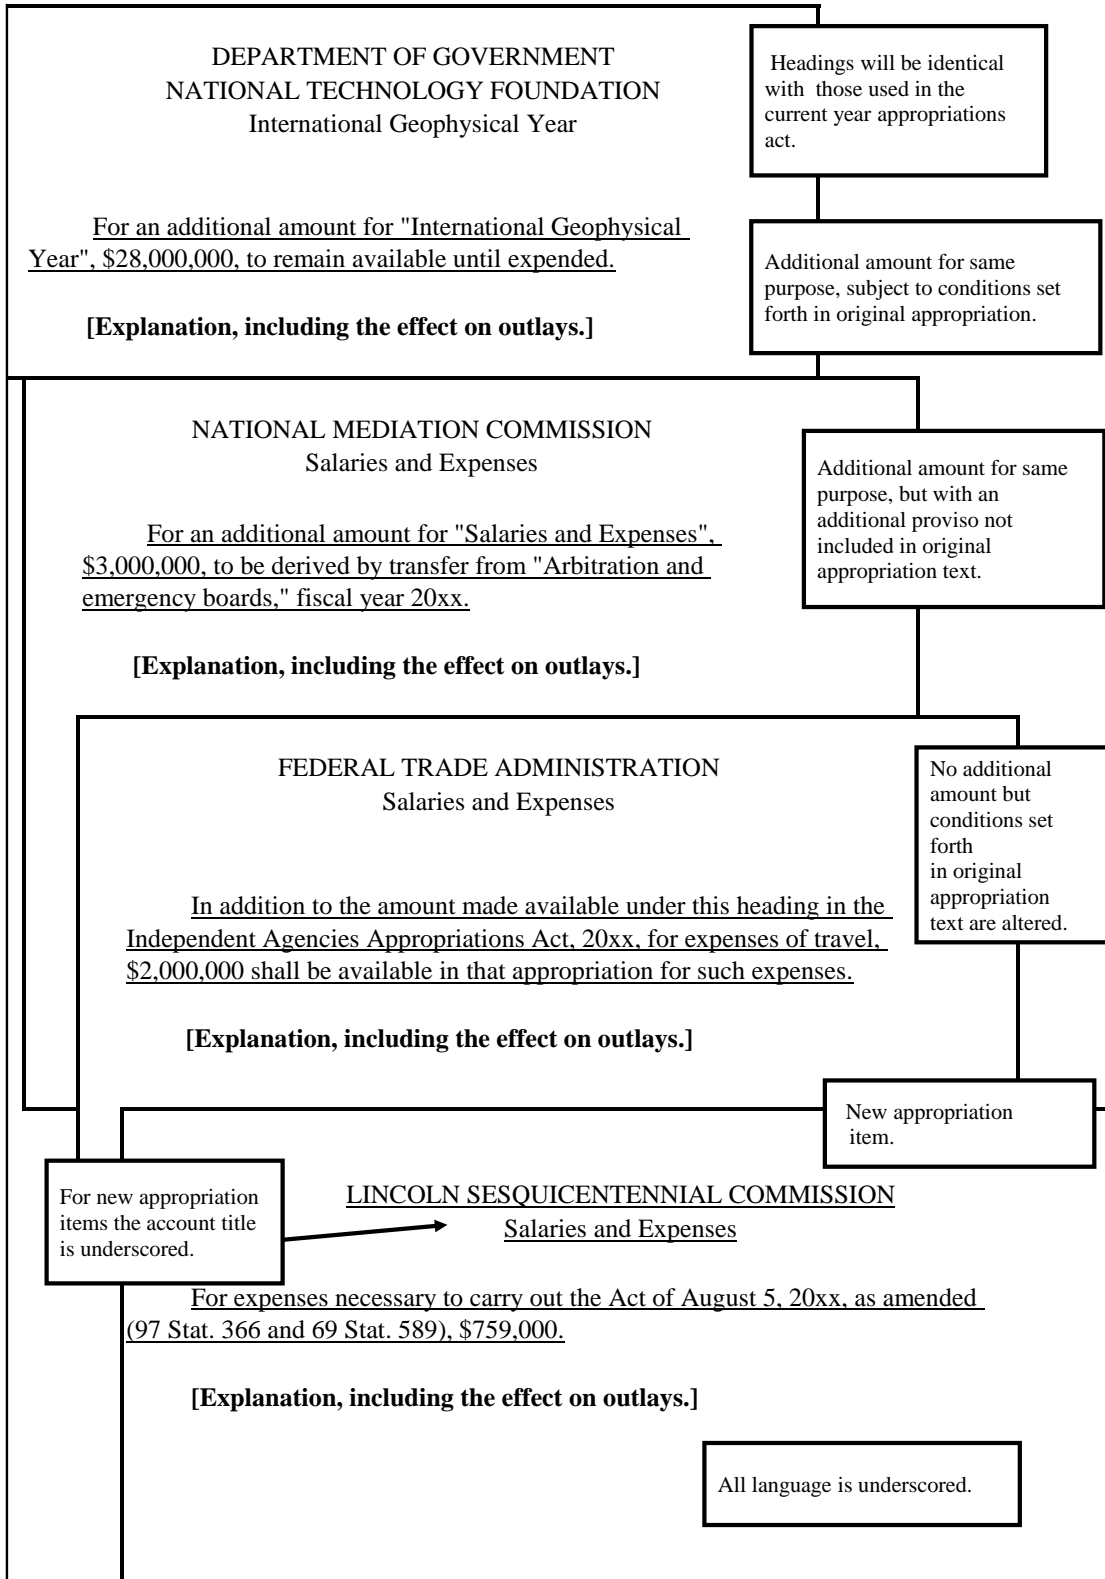 DEPARTMENT OF GOVERNMENT
NATIONAL TECHNOLOGY FOUNDATION
International Geophysical Year
Headings will be identical
with those used in the
current year appropriations
act.
For an additional amount for "International Geophysical
Year", $28,000,000, to remain available until expended.
Additional amount for same
purpose, subject to conditions set
forth in original appropriation.
[Explanation, including the effect on outlays.]
NATIONAL MEDIATION COMMISSION
Salaries and Expenses
Additional amount for same
purpose, but with an
additional proviso not
included in original
appropriation text.
For an additional amount for "Salaries and Expenses",
$3,000,000, to be derived by transfer from "Arbitration and
emergency boards," fiscal year 20xx.
[Explanation, including the effect on outlays.]
FEDERAL TRADE ADMINISTRATION
Salaries and Expenses
No additional
amount but
conditions set
forth
in original
appropriation
text are altered.
In addition to the amount made available under this heading in the
Independent Agencies Appropriations Act, 20xx, for expenses of travel,
$2,000,000 shall be available in that appropriation for such expenses.
[Explanation, including the effect on outlays.]
New appropriation
item.
For new appropriation
items the account title
is underscored.
LINCOLN SESQUICENTENNIAL COMMISSION
Salaries and Expenses
For expenses necessary to carry out the Act of August 5, 20xx, as amended
(97 Stat. 366 and 69 Stat. 589), $759,000.
[Explanation, including the effect on outlays.]
All language is underscored.